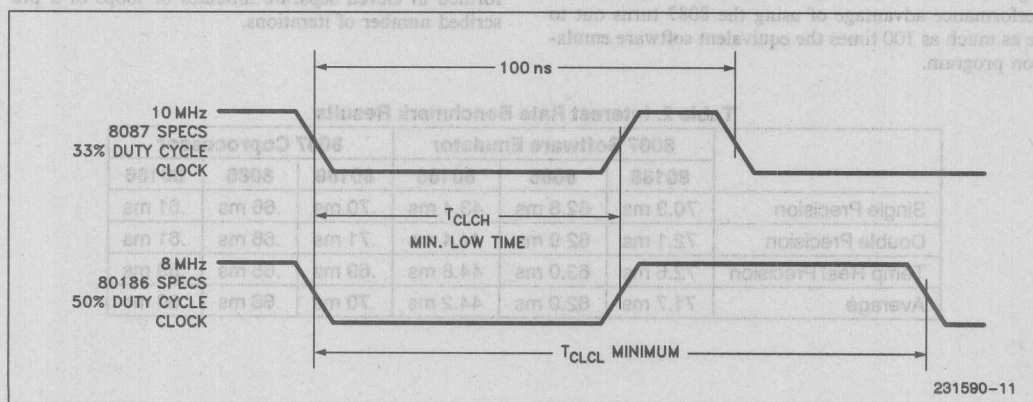 100 ns
10 MHz
8087 SPECS
33% DUTY CYCLE
CLOCK
TCLCH
MIN. LOW TIME
8 MHz
80186 SPECS
50% DUTY CYCLE
CLOCK
TCLCL MINIMUM
231590-11